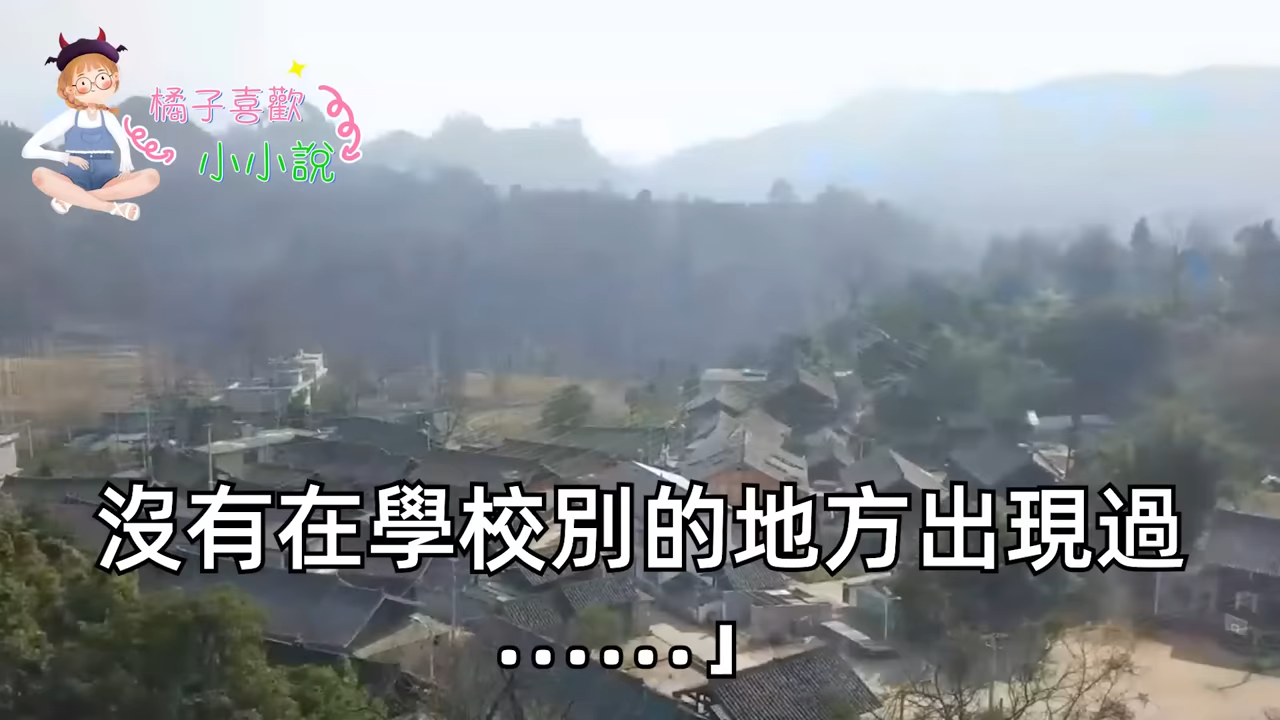 橘子喜歡
小小說
沒有在學校別的地方出現過
......」